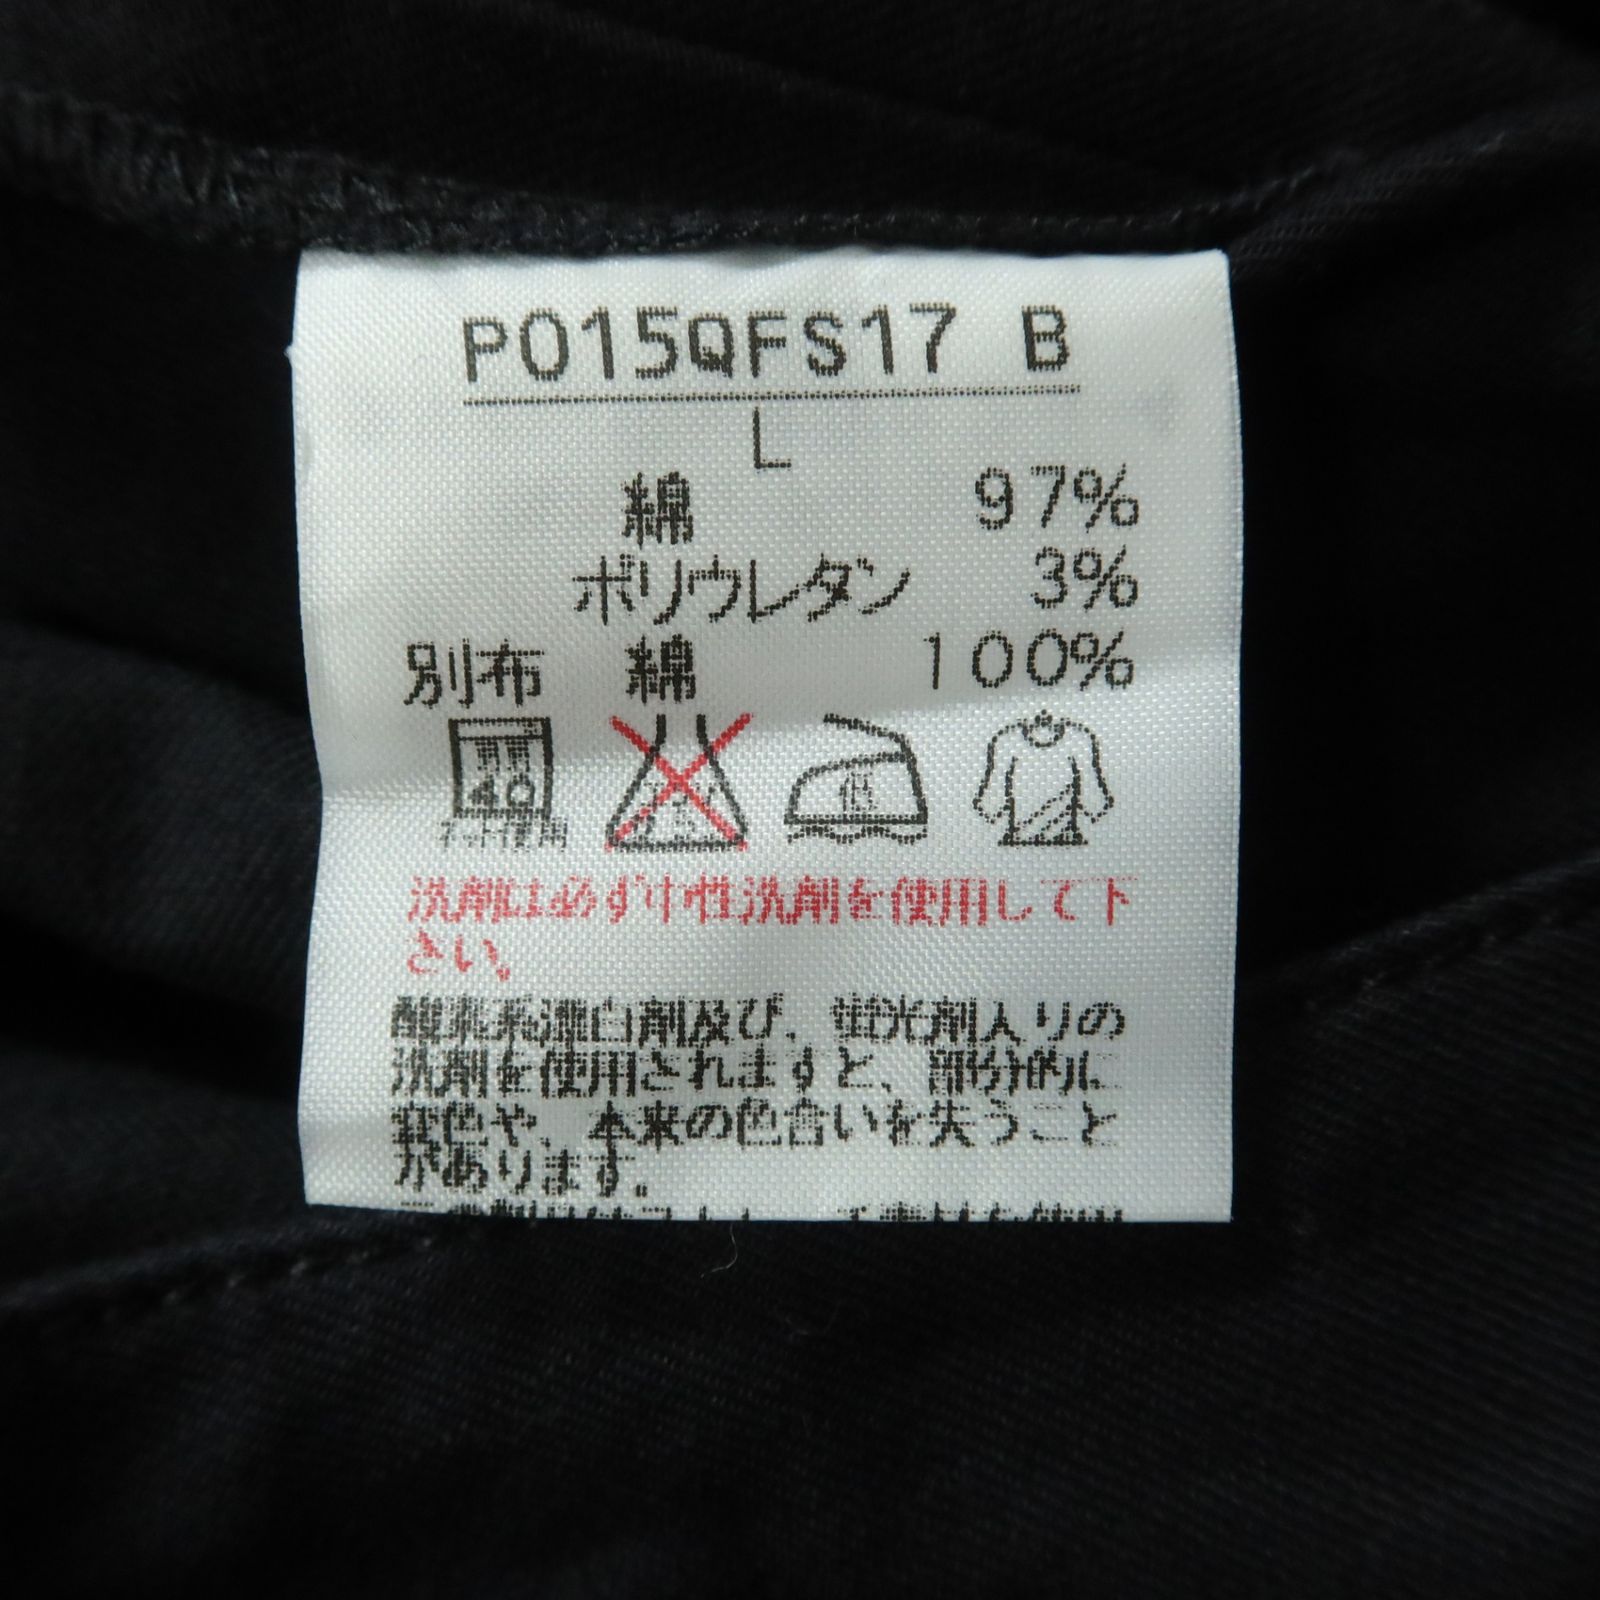 PO15QFS17 B
L
綿 97%
ポリウレタン 3%
別布 綿 100%
40
ネット使用
低
洗剤は必ず中性洗剤を使用して下
さい。
酸素系漂白剤及び、蛍光剤入りの
洗剤を使用されますと、部分的に
変色や、本来の色合いを失うこと
があります。